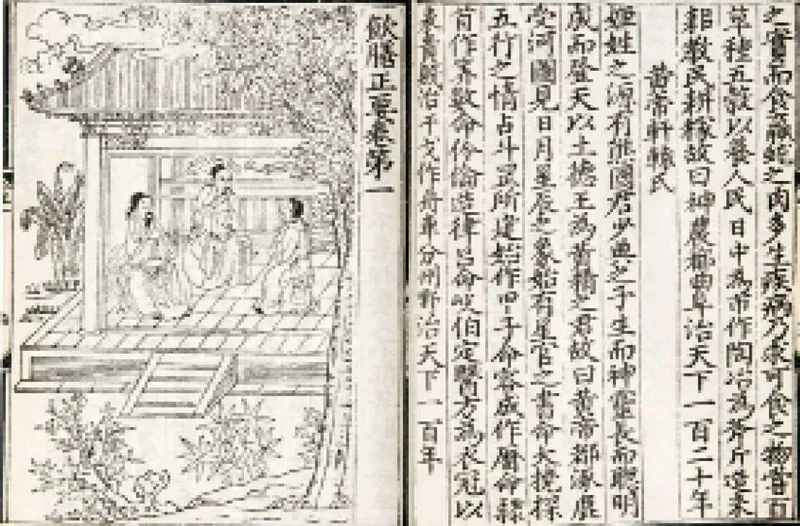 之實而食之肉多生疾病乃求可食之物嘗百
草種五穀以養人民日中為市作陶冶為斧斤造耒
耜教民耕稼故曰神農都曲阜治天下一百二十年
黃帝軒轅氏
姬姓之源有熊國君少典之子生而神靈長而聰明
成而登天以土德王為黃精之君故曰黃帝都涿鹿
受河圖見日月星辰之象始有星官之書命大撓探
五行之情占斗罡所建始作甲子命容成作曆命隸
首作算數命伶倫造律呂命岐伯定醫方為衣冠以
表貴賤治干戈作舟車分州野治天下一百年
飲膳正要卷第一